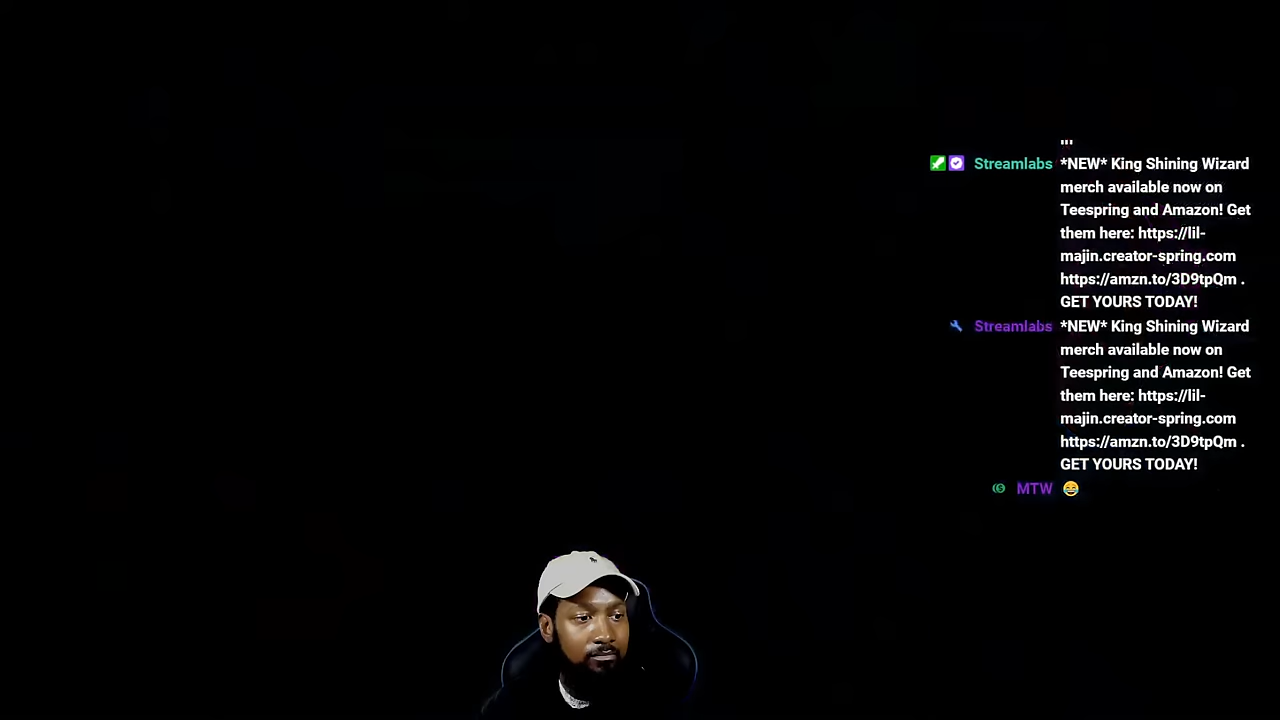 ...
Streamlabs *NEW* King Shining Wizard
merch available now on
Teespring and Amazon! Get
them here: https://lil-
majin.creator-spring.com
https://amzn.to/3D9tpQm .
GET YOURS TODAY!
Streamlabs *NEW* King Shining Wizard
merch available now on
Teespring and Amazon! Get
them here: https://lil-
majin.creator-spring.com
https://amzn.to/3D9tpQm .
GET YOURS TODAY!
MTW 😂